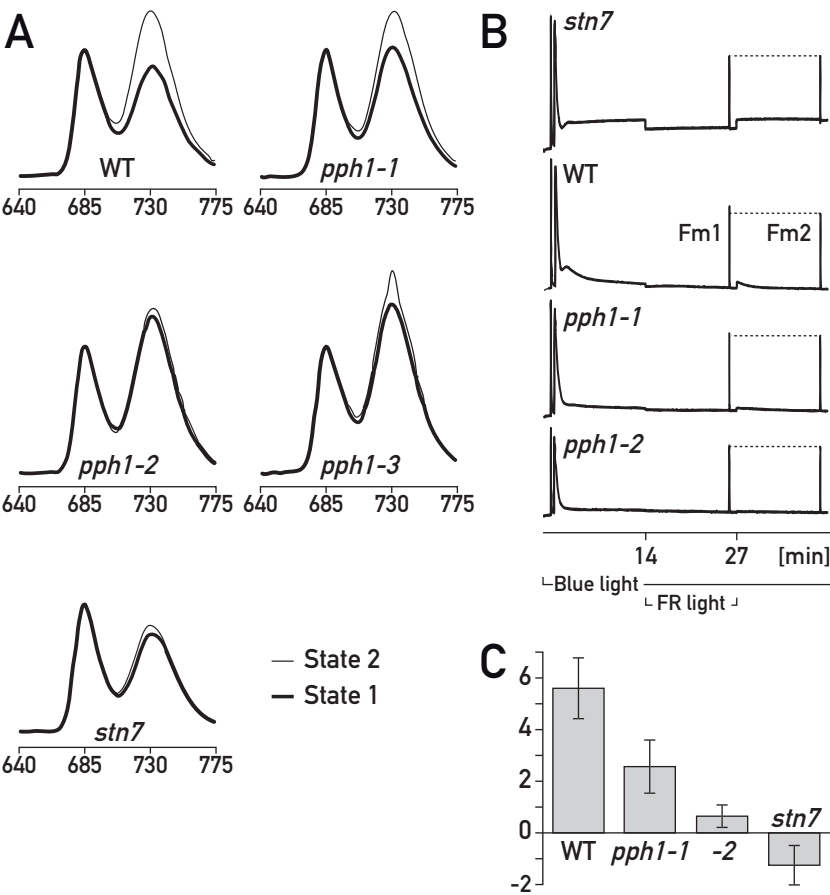 A
WT
640 685 730 775
pph1-1
640 685 730 775
pph1-2
640 685 730 775
pph1-3
640 685 730 775
stn7
640 685 730 775
State 2
State 1
B
stn7
WT
Fm1 Fm2
pph1-1
pph1-2
14 27 [min]
Blue light
FR light
C
6
4
2
0
-2
WT pph1-1 -2 stn7